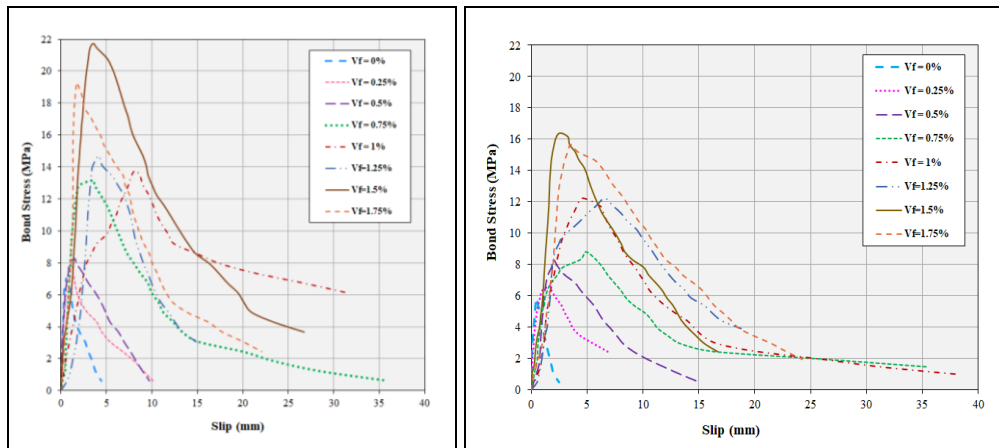 22
20
18
16
14
12
10
8
6
4
2
0
Bond Stress (MPa)
0 5 10 15 20 25 30 35 40
Slip (mm)
Vf = 0%
Vf = 0.25%
Vf = 0.5%
Vf = 0.75%
Vf = 1%
Vf =1.25%
Vf =1.5%
Vf =1.75%
22
20
18
16
14
12
10
8
6
4
2
0
Bond Stress (MPa)
0 5 10 15 20 25 30 35 40
Slip (mm)
Vf = 0%
Vf = 0.25%
Vf = 0.5%
Vf = 0.75%
Vf = 1%
Vf=1.25%
Vf=1.5%
Vf=1.75%